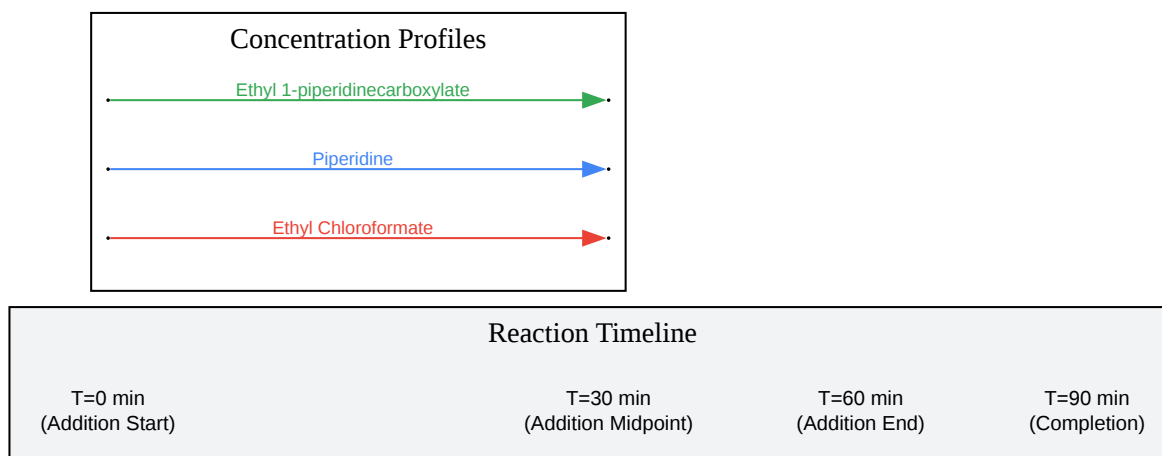 Concentration Profiles
Ethyl 1-piperidinecarboxylate
Piperidine
Ethyl Chloroformate
Reaction Timeline
T=0 min
(Addition Start)
T=30 min
(Addition Midpoint)
T=60 min
(Addition End)
T=90 min
(Completion)